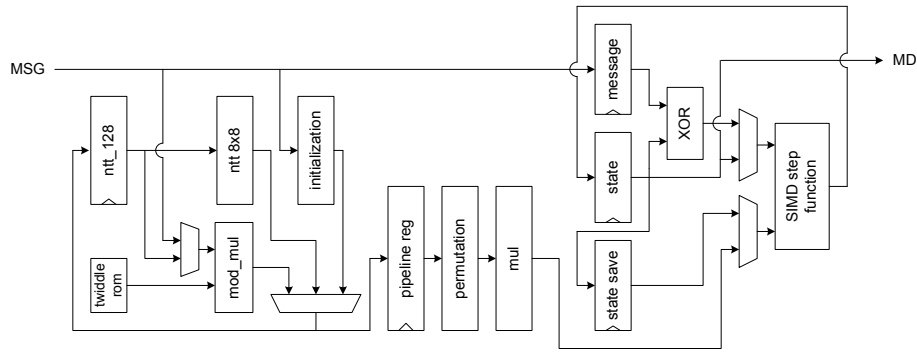 MSG
MD
message
XOR
ntt_128
ntt 8x8
initialization
state
SIMD step
function
twiddle
rom
mod_mul
pipeline reg
permutation
mul
state save